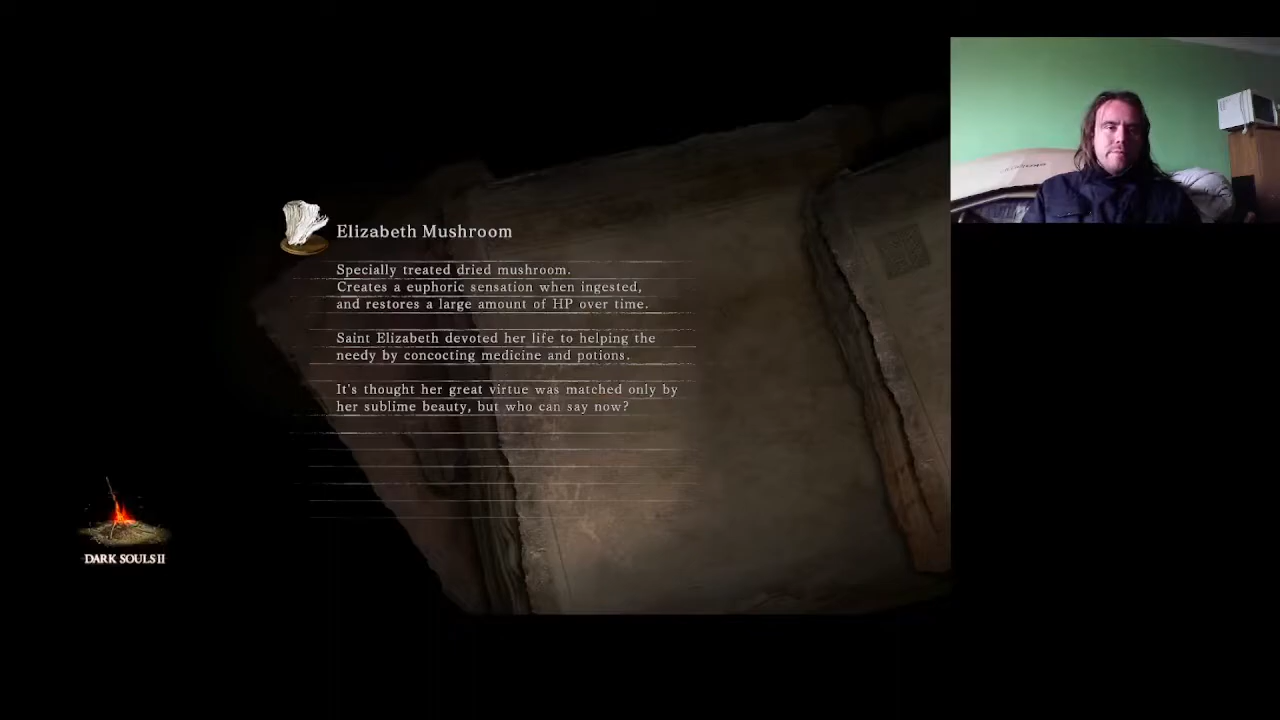 Elizabeth Mushroom
Specially treated dried mushroom.
Creates a euphoric sensation when ingested,
and restores a large amount of HP over time.
Saint Elizabeth devoted her life to helping the
needy by concocting medicine and potions.
It's thought her great virtue was matched only by
her sublime beauty, but who can say now?
DARK SOULS II